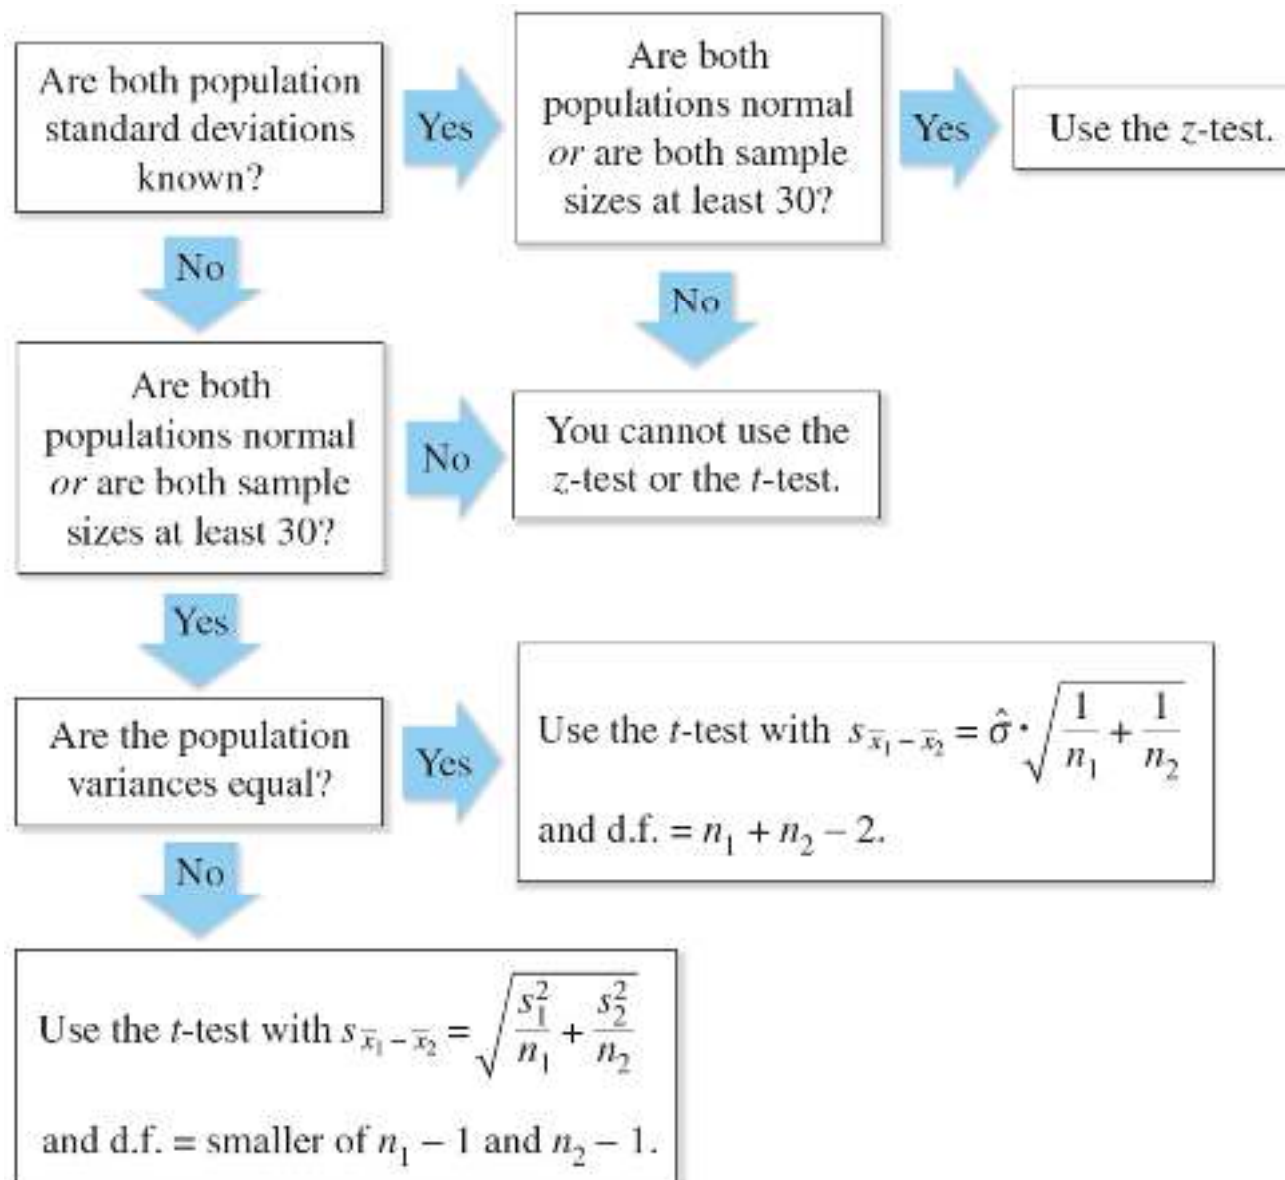 Are both population
standard deviations
known?
Yes
Are both
populations normal
or are both sample
sizes at least 30?
Yes
Use the z-test.
No
No
Are both
populations normal
or are both sample
sizes at least 30?
No
You cannot use the
z-test or the t-test.
Yes
Are the population
variances equal?
Yes
Use the t-test with s_{x̄₁ − x̄₂} = σ̂ · √(1/n₁ + 1/n₂)
and d.f. = n₁ + n₂ − 2.
No
Use the t-test with s_{x̄₁ − x̄₂} = √(s₁²/n₁ + s₂²/n₂)
and d.f. = smaller of n₁ − 1 and n₂ − 1.